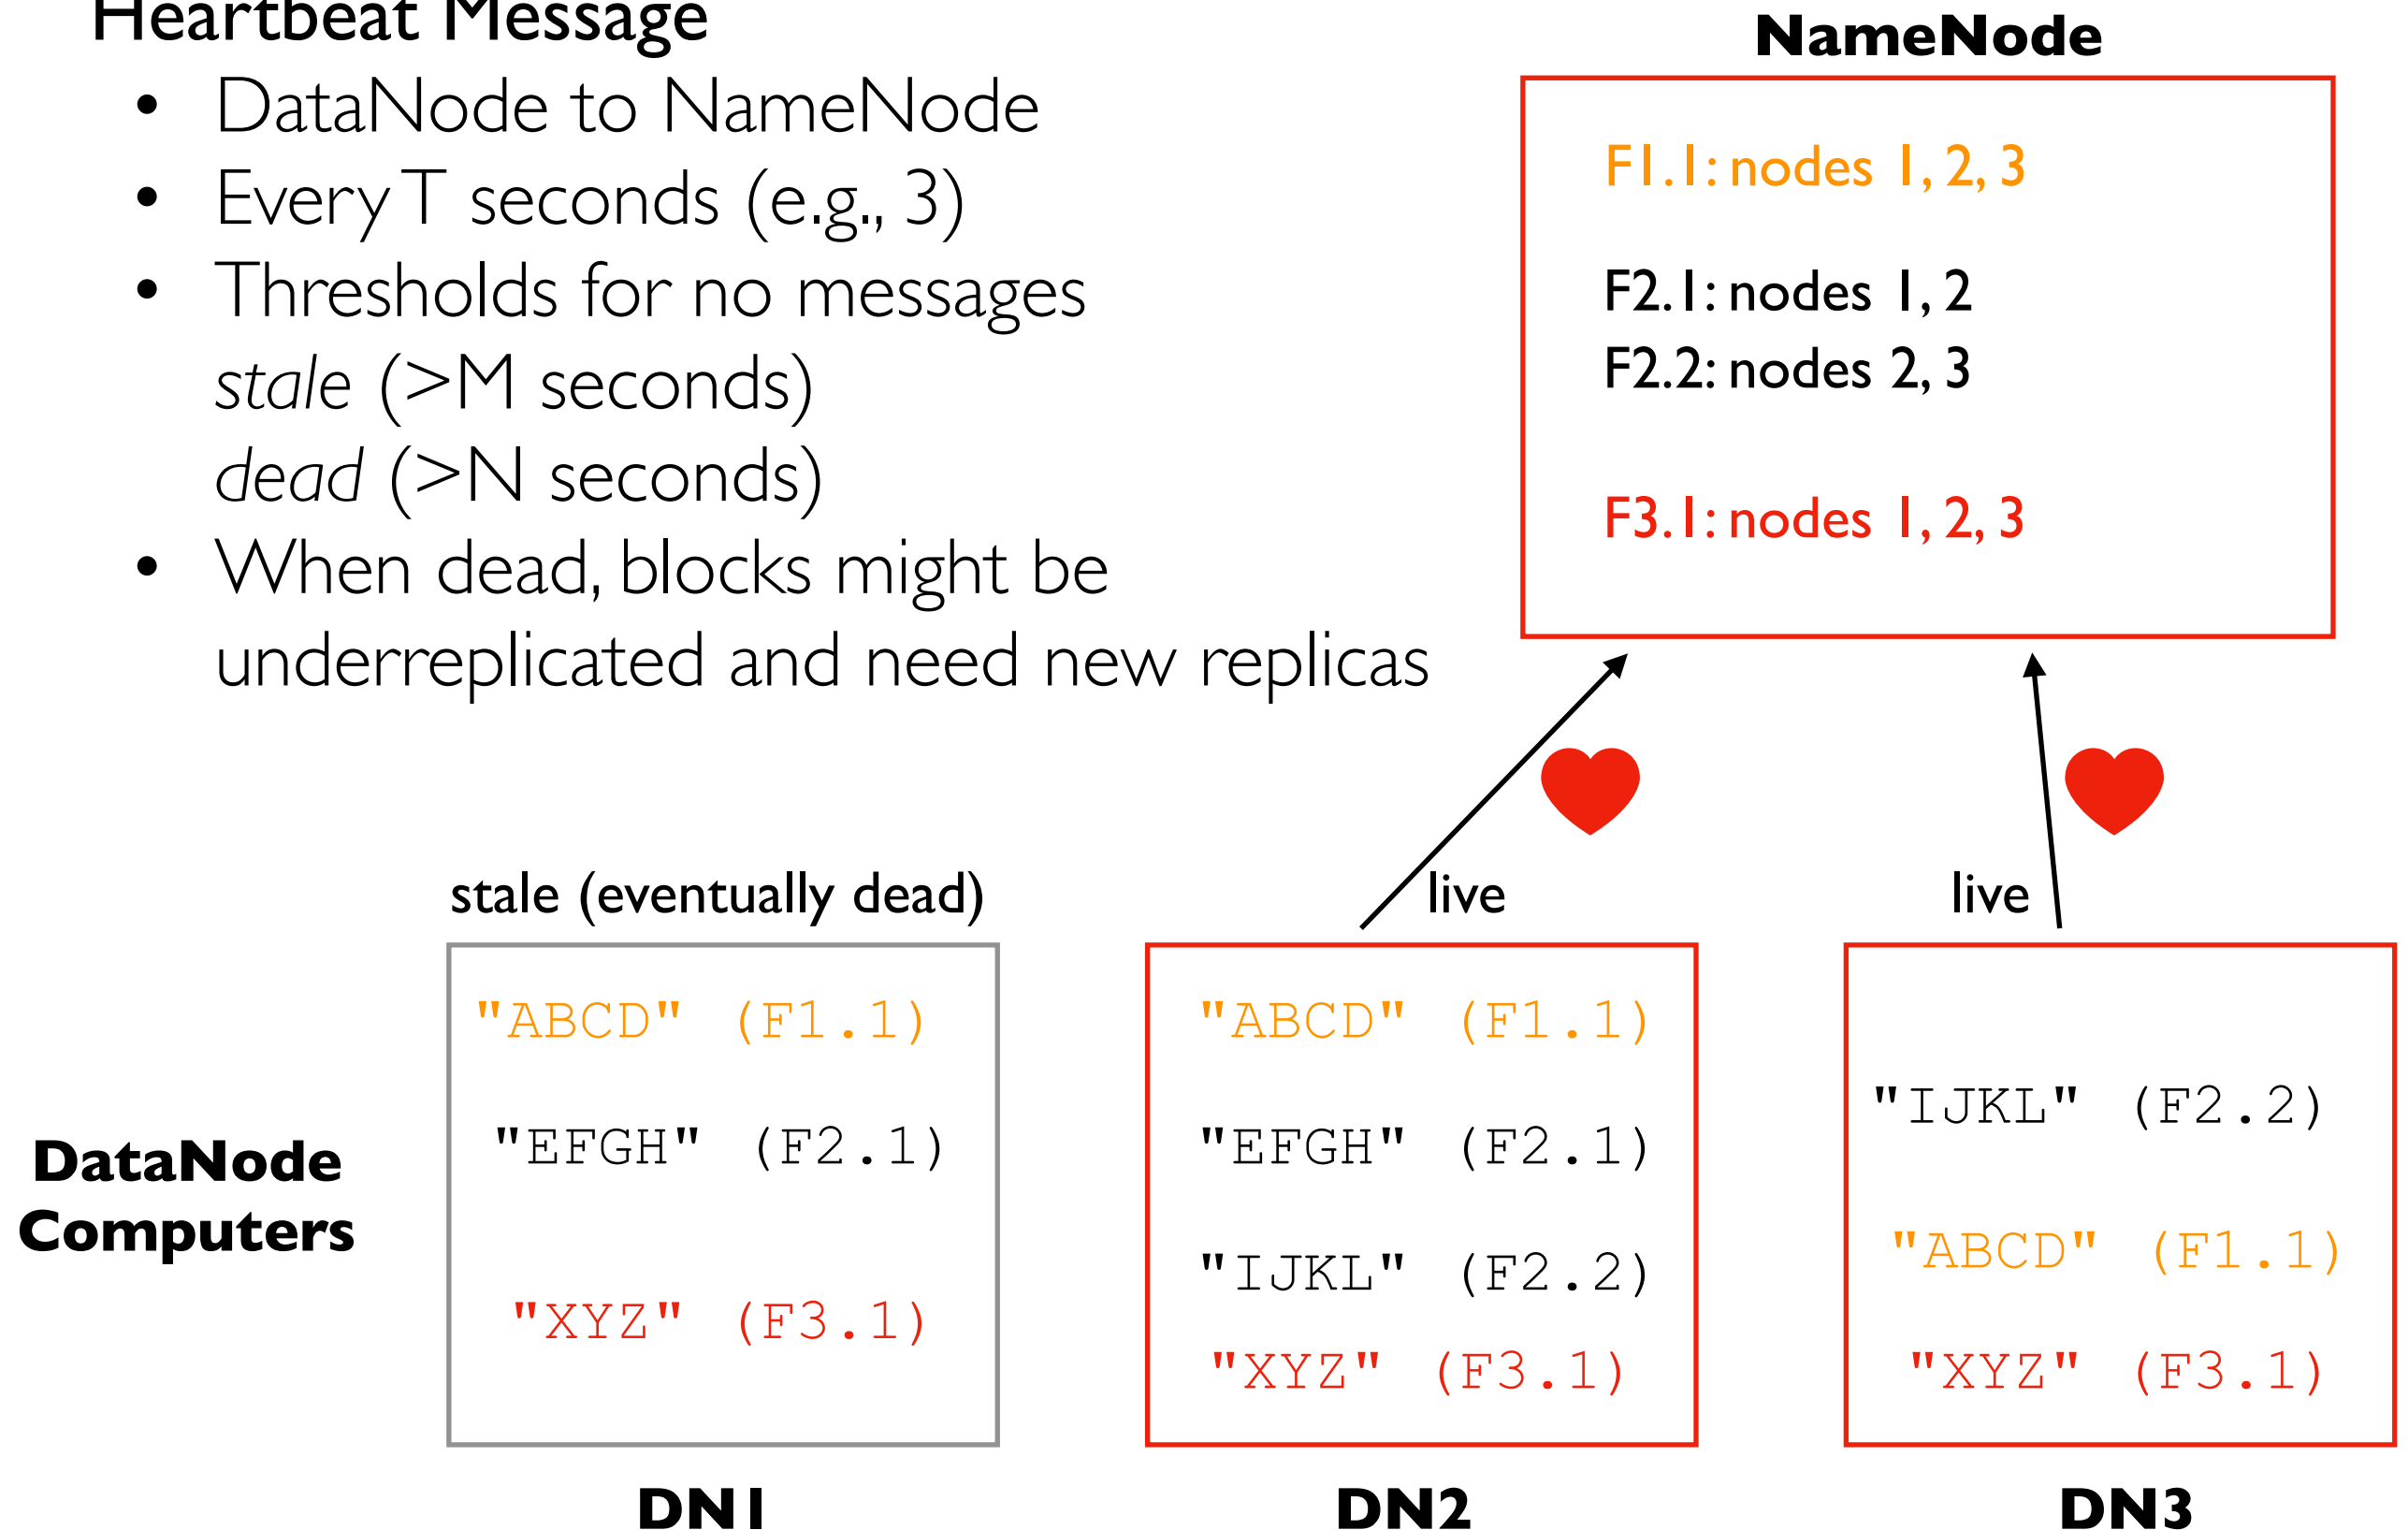 Heartbeat Message
• DataNode to NameNode
• Every T seconds (e.g., 3)
• Thresholds for no messages
stale (>M seconds)
dead (>N seconds)
• When dead, blocks might be
underreplicated and need new replicas
NameNode
F1.1: nodes 1, 2, 3
F2.1: nodes 1, 2
F2.2: nodes 2, 3
F3.1: nodes 1, 2, 3
stale (eventually dead)
live
live
DataNode
Computers
"ABCD" (F1.1)
"EFGH" (F2.1)
"XYZ" (F3.1)
DN1
"ABCD" (F1.1)
"EFGH" (F2.1)
"IJKL" (F2.2)
"XYZ" (F3.1)
DN2
"IJKL" (F2.2)
"ABCD" (F1.1)
"XYZ" (F3.1)
DN3